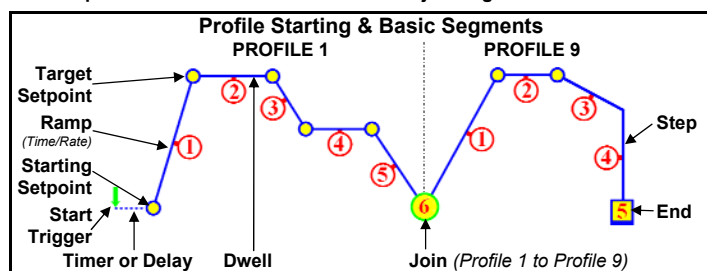 Profile Starting & Basic Segments
PROFILE 1 PROFILE 9
Target
Setpoint
Ramp
(Time/Rate)
Starting
Setpoint
Start
Trigger
Timer or Delay
Dwell
Join (Profile 1 to Profile 9)
Step
End
1
2
3
4
5
6
1
2
3
4
5